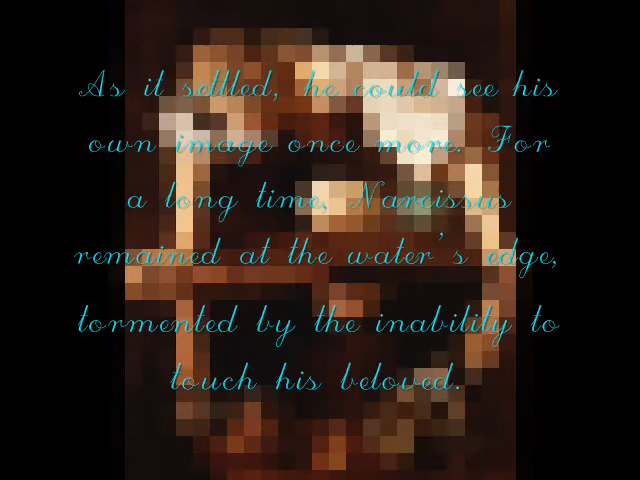 As it settled, he could see his
own image once more. For
a long time, Narcissus
remained at the water's edge,
tormented by the inability to
touch his beloved.